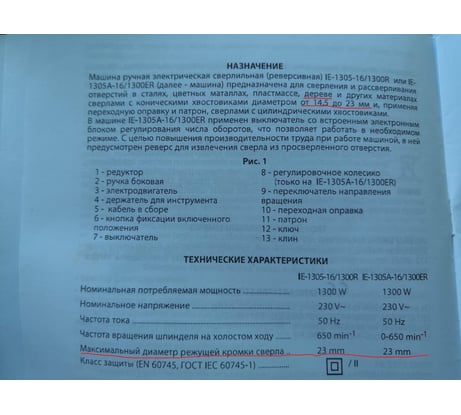 НАЗНАЧЕНИЕ
Машина ручная электрическая сверлильная (реверсивная) IE-1305-16/1300R или IE-
1305A-16/1300ER (далее - машина) предназначена для сверления и рассверливания
отверстий в сталях, цветных маталлах, пластмассе, дереве и других материалах
сверлами с коническими хвостовиками диаметром от 14,5 до 23 мм и, применяя
переходную оправку и патрон, сверлами с цилиндрическими хвостовиками.
В машине IE-1305A-16/1300ER применен выключатель со встроенным электронным
блоком регулирования числа оборотов, что позволяет работать в необходимом
режиме. С целью повышения производительности труда при работе машиной, в ней
предусмотрен реверс для извлечения сверла из просверленного отверстия.
Рис. 1
1 - редуктор
2 - ручка боковая
3 - электродвигатель
4 - держатель для инструмента
5 - кабель в сборе
6 - кнопка фиксации включенного
положения
7 - выключатель
8 - регулировочное колесико
(только на IE-1305A-16/1300ER)
9 - переключатель направления
вращения
10 - переходная оправка
11 - патрон
12 - ключ
13 - клин
ТЕХНИЧЕСКИЕ ХАРАКТЕРИСТИКИ
IE-1305-16/1300R IE-1305A-16/1300ER
Номинальная потребляемая мощность 1300 W 1300 W
Номинальное напряжение 230 V~ 230 V~
Частота тока 50 Hz 50 Hz
Частота вращения шпинделя на холостом ходу 650 min⁻¹ 0-650 min⁻¹
Максимальный диаметр режущей кромки сверла 23 mm 23 mm
Класс защиты (EN 60745, ГОСТ IEC 60745-1) / II